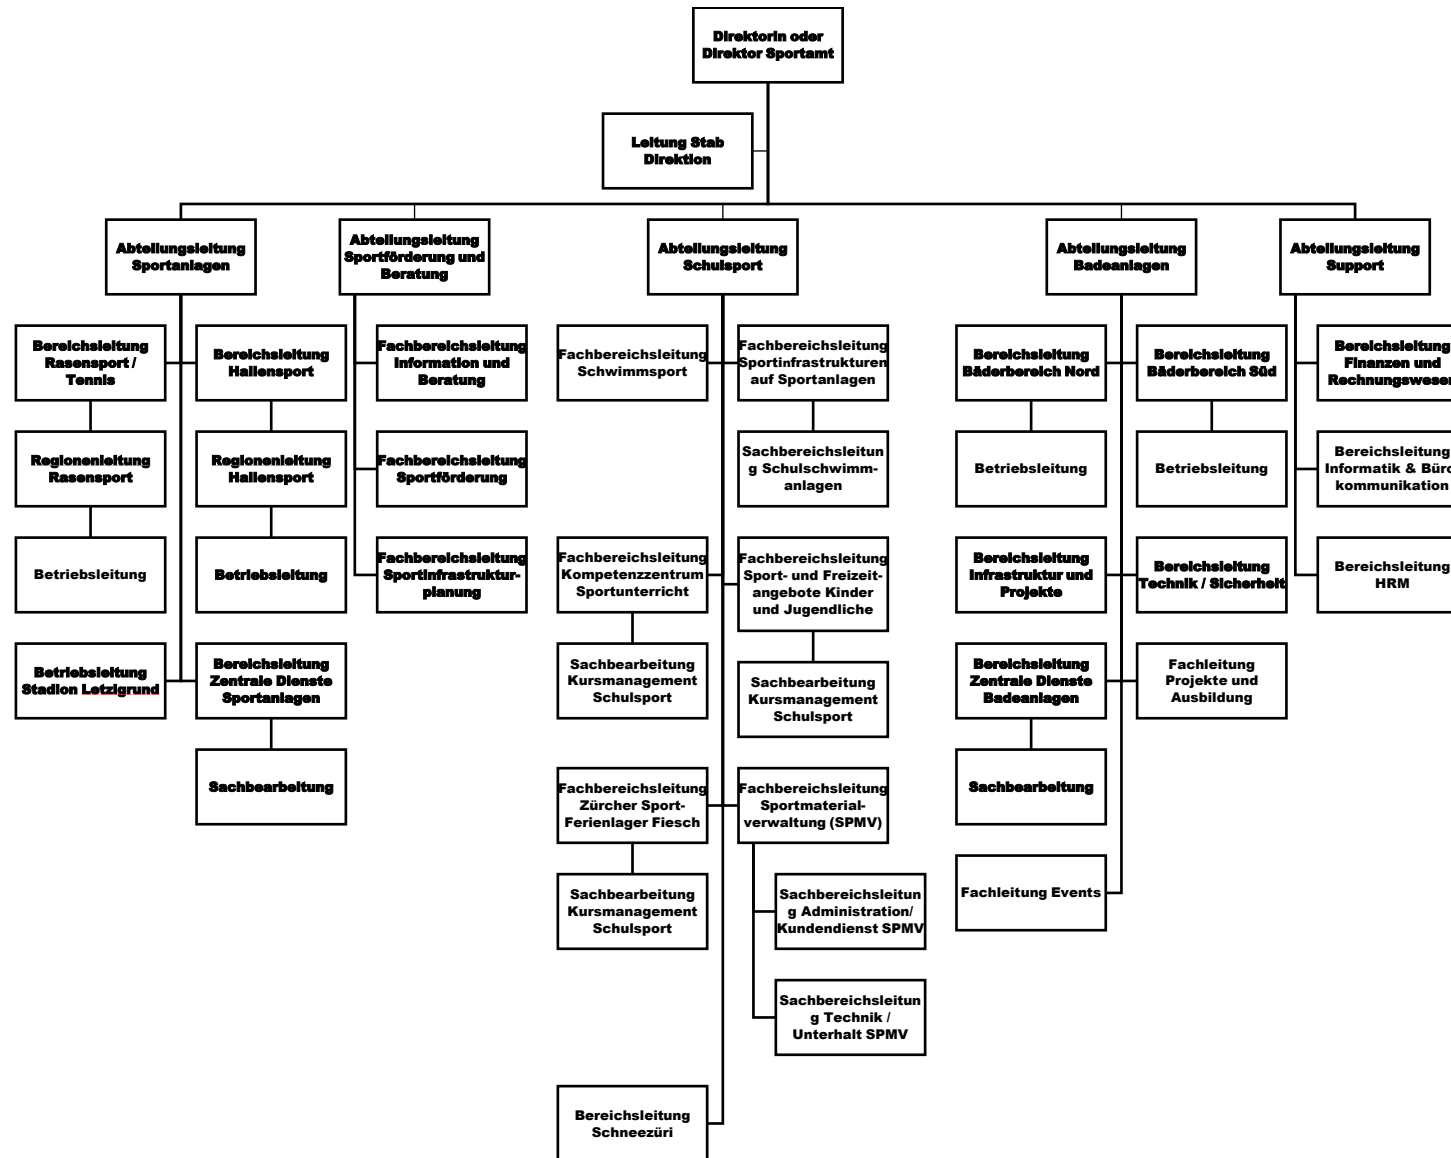 Direktorin oder
Direktor Sportamt
Leitung Stab
Direktion
Abteilungsleitung
Sportanlagen
Abteilungsleitung
Sportförderung und
Beratung
Abteilungsleitung
Schulsport
Abteilungsleitung
Badeanlagen
Abteilungsleitung
Support
Bereichsleitung
Rasensport /
Tennis
Bereichsleitung
Hallensport
Fachbereichsleitung
Information und
Beratung
Fachbereichsleitung
Schwimmsport
Fachbereichsleitung
Sportinfrastrukturen
auf Sportanlagen
Bereichsleitung
Bäderbereich Nord
Bereichsleitung
Bäderbereich Süd
Bereichsleitung
Finanzen und
Rechnungswesen
Regionenleitung
Rasensport
Regionenleitung
Hallensport
Fachbereichsleitung
Sportförderung
Sachbereichsleitun
g Schulschwimm-
anlagen
Betriebsleitung
Betriebsleitung
Bereichsleitung
Informatik & Büro
kommunikation
Betriebsleitung
Betriebsleitung
Fachbereichsleitung
Sportinfrastruktur-
planung
Fachbereichsleitung
Kompetenzzentrum
Sportunterricht
Fachbereichsleitung
Sport- und Freizeit-
angebote Kinder
und Jugendliche
Bereichsleitung
Infrastruktur und
Projekte
Bereichsleitung
Technik / Sicherheit
Bereichsleitung
HRM
Betriebsleitung
Stadion Letzigrund
Bereichsleitung
Zentrale Dienste
Sportanlagen
Sachbearbeitung
Kursmanagement
Schulsport
Sachbearbeitung
Kursmanagement
Schulsport
Bereichsleitung
Zentrale Dienste
Badeanlagen
Fachleitung
Projekte und
Ausbildung
Sachbearbeitung
Fachbereichsleitung
Zürcher Sport-
Ferienlager Fiesch
Fachbereichsleitung
Sportmaterial-
verwaltung (SPMV)
Sachbearbeitung
Sachbearbeitung
Kursmanagement
Schulsport
Sachbereichsleitun
g Administration/
Kundendienst SPMV
Fachleitung Events
Sachbereichsleitun
g Technik /
Unterhalt SPMV
Bereichsleitung
Schneezüri